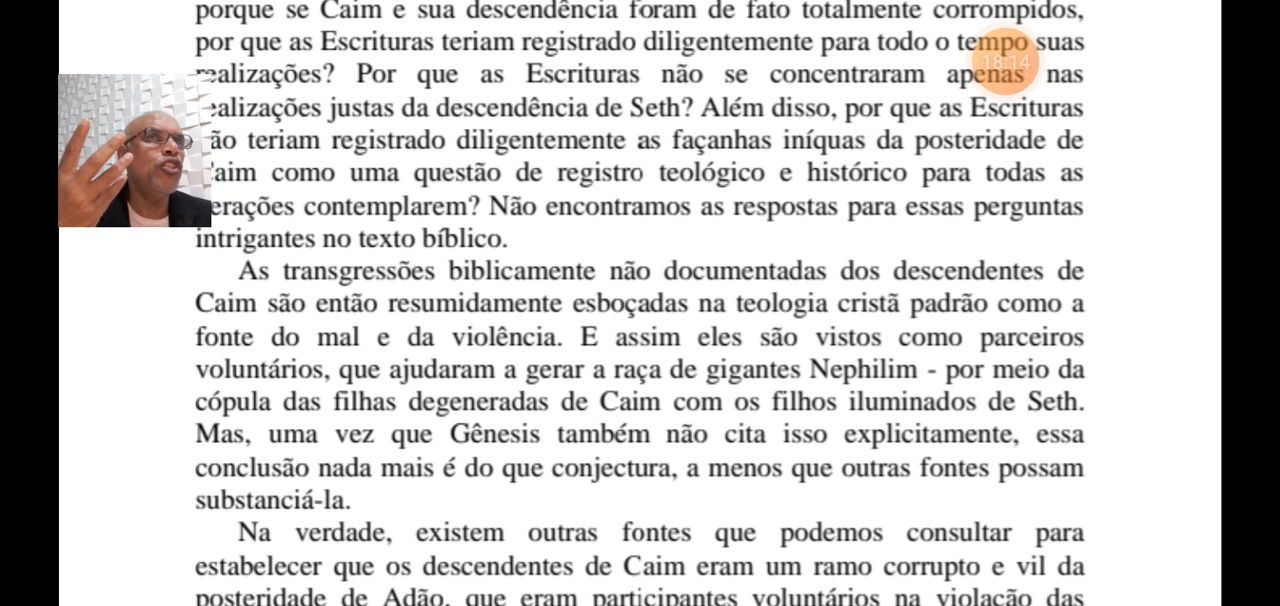 porque se Caim e sua descendência foram de fato totalmente corrompidos,
por que as Escrituras teriam registrado diligentemente para todo o tempo suas
realizações? Por que as Escrituras não se concentraram apenas nas
ealizações justas da descendência de Seth? Além disso, por que as Escrituras
ão teriam registrado diligentemente as façanhas iníquas da posteridade de
aim como uma questão de registro teológico e histórico para todas as
erações contemplarem? Não encontramos as respostas para essas perguntas
intrigantes no texto bíblico.
As transgressões biblicamente não documentadas dos descendentes de
Caim são então resumidamente esboçadas na teologia cristã padrão como a
fonte do mal e da violência. E assim eles são vistos como parceiros
voluntários, que ajudaram a gerar a raça de gigantes Nephilim - por meio da
cópula das filhas degeneradas de Caim com os filhos iluminados de Seth.
Mas, uma vez que Gênesis também não cita isso explicitamente, essa
conclusão nada mais é do que conjectura, a menos que outras fontes possam
substanciá-la.
Na verdade, existem outras fontes que podemos consultar para
estabelecer que os descendentes de Caim eram um ramo corrupto e vil da
posteridade de Adão, que eram participantes voluntários na violação das
18:14